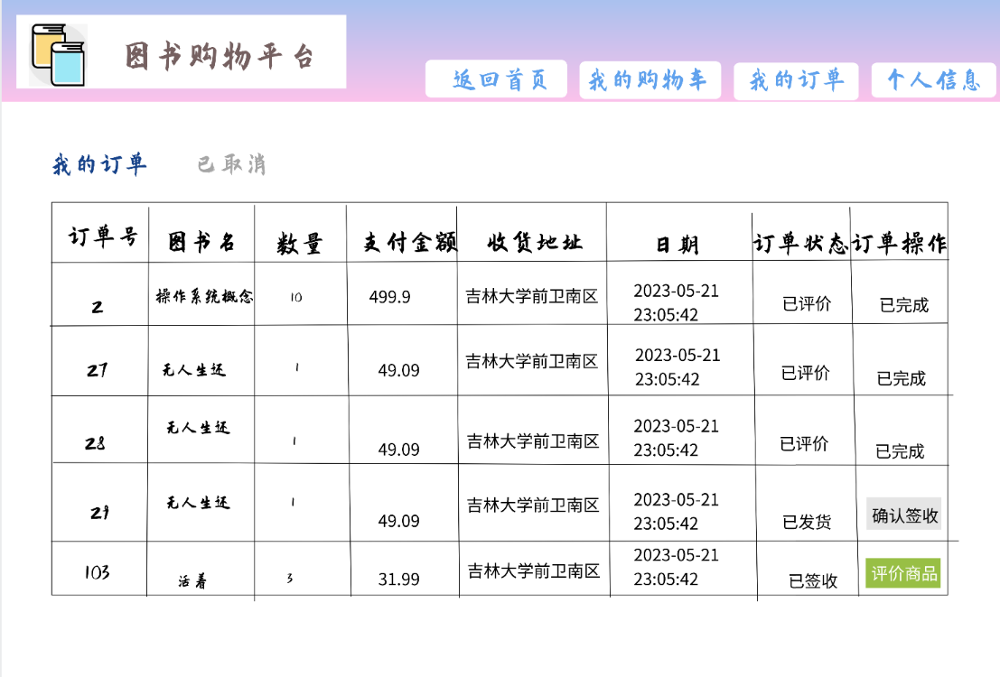 图书购物平台
返回首页 我的购物车 我的订单 个人信息
我的订单 已取消
订单号 图书名 数量 支付金额 收货地址 日期 订单状态 订单操作
2 操作系统概念 10 499.9 吉林大学前卫南区 2023-05-21 23:05:42 已评价 已完成
27 无人生还 1 49.09 吉林大学前卫南区 2023-05-21 23:05:42 已评价 已完成
28 无人生还 1 49.09 吉林大学前卫南区 2023-05-21 23:05:42 已评价 已完成
29 无人生还 1 49.09 吉林大学前卫南区 2023-05-21 23:05:42 已发货 确认签收
103 活着 3 31.99 吉林大学前卫南区 2023-05-21 23:05:42 已签收 评价商品